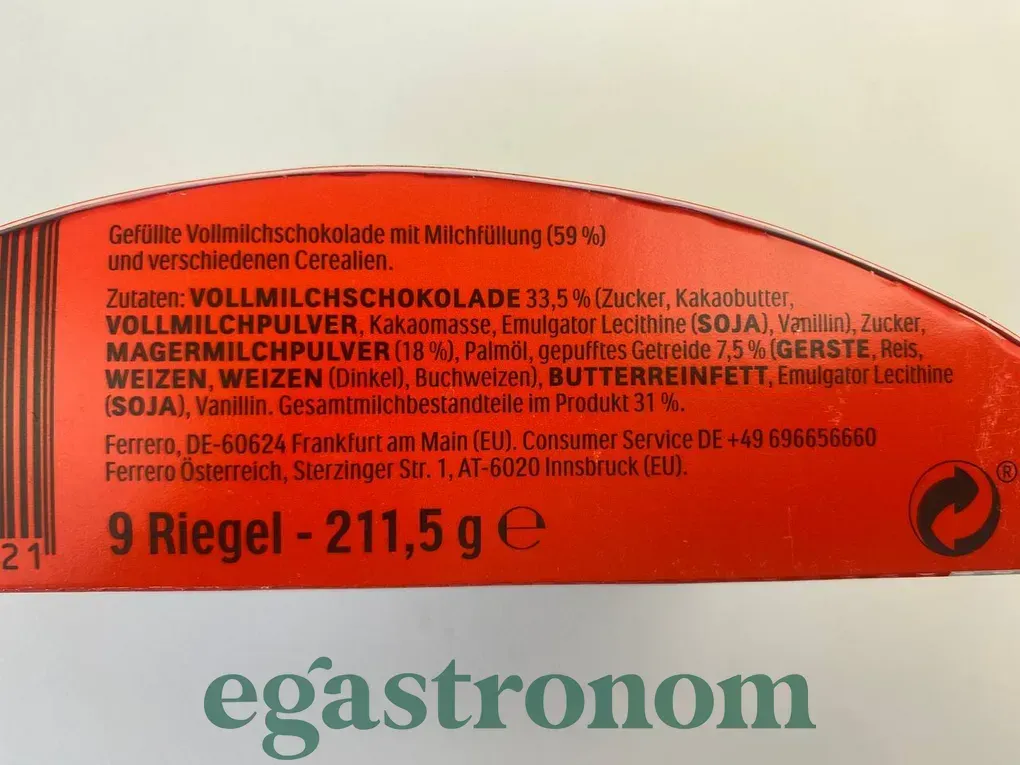 Gefüllte Vollmilchschokolade mit Milchfüllung (59 %)
und verschiedenen Cerealien.
Zutaten: VOLLMILCHSCHOKOLADE 33,5 % (Zucker, Kakaobutter,
VOLLMILCHPULVER, Kakaomasse, Emulgator Lecithine (SOJA), Vanillin), Zucker,
MAGERMILCHPULVER (18 %), Palmöl, gepufftes Getreide 7,5 % (GERSTE, Reis,
WEIZEN, WEIZEN (Dinkel), Buchweizen), BUTTERREINFETT, Emulgator Lecithine
(SOJA), Vanillin. Gesamtmilchbestandteile im Produkt 31 %.
Ferrero, DE-60624 Frankfurt am Main (EU). Consumer Service DE +49 696656660
Ferrero Österreich, Sterzinger Str. 1, AT-6020 Innsbruck (EU).
9 Riegel - 211,5 g ℮
21
®
egastronom